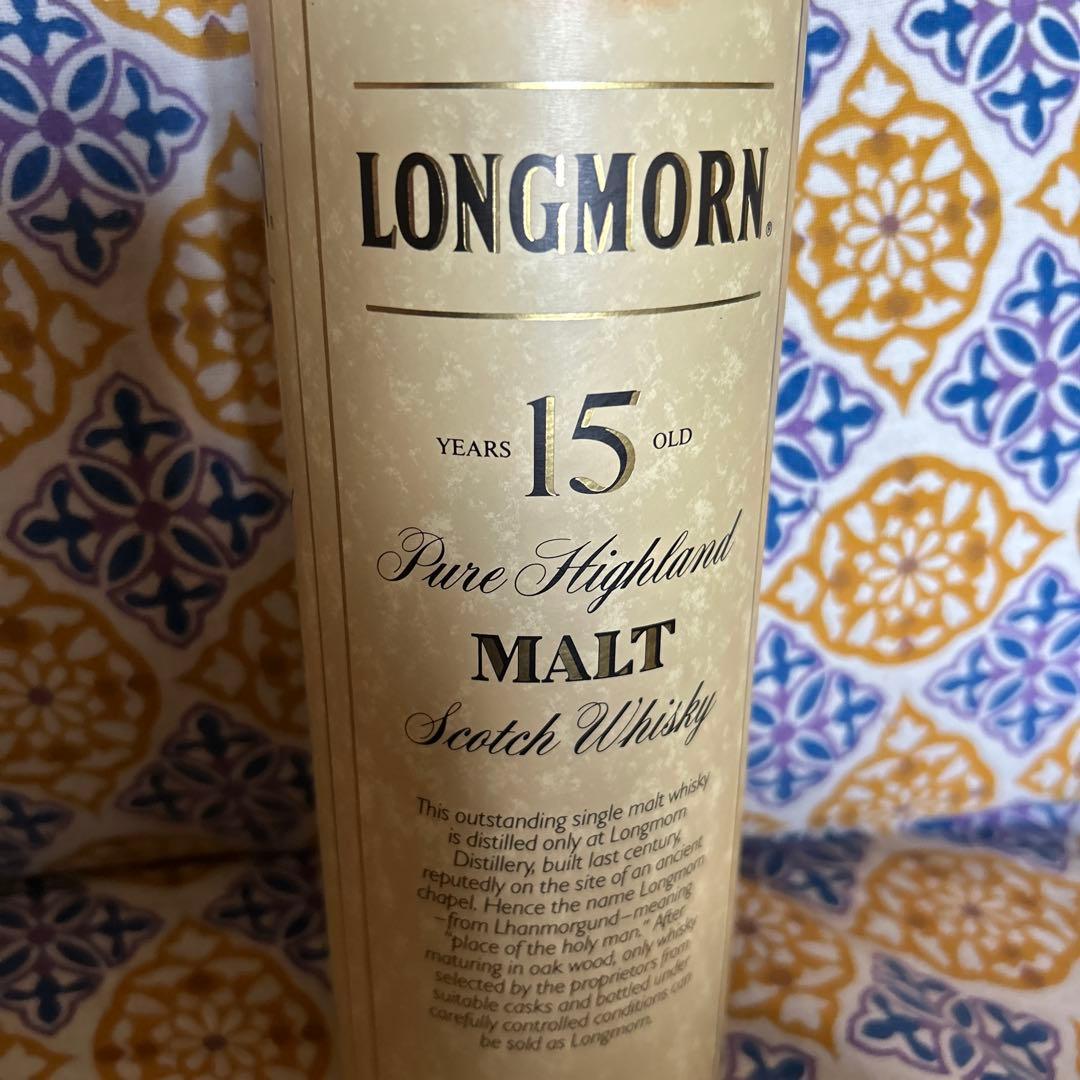 LONGMORN®
YEARS 15 OLD
Pure Highland
MALT
Scotch Whisky
This outstanding single malt whisky
is distilled only at Longmorn
Distillery, built last century,
reputedly on the site of an ancient
chapel. Hence the name Longmorn
–from Lhanmorgund–meaning
“place of the holy man.” After
maturing in oak wood, only whisky
selected by the proprietors from
suitable casks and bottled under
carefully controlled conditions can
be sold as Longmorn.